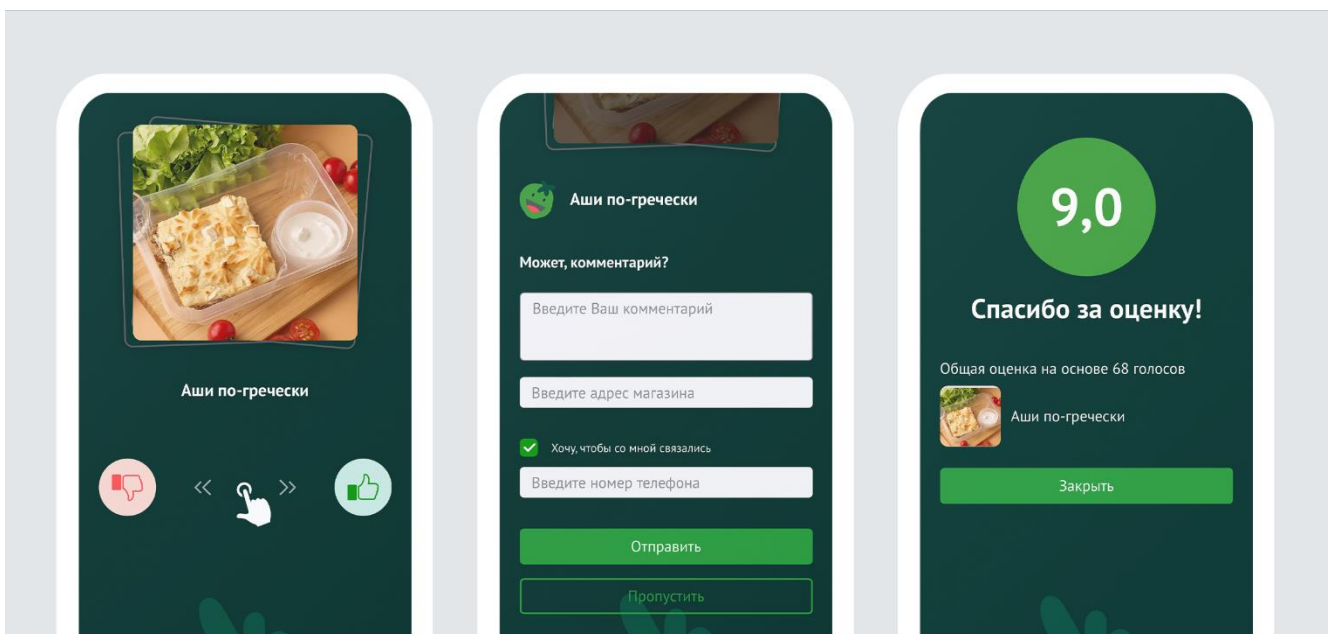 Аши по-гречески
Аши по-гречески
Может, комментарий?
Введите Ваш комментарий
Введите адрес магазина
Хочу, чтобы со мной связались
Введите номер телефона
Отправить
Пропустить
9,0
Спасибо за оценку!
Общая оценка на основе 68 голосов
Аши по-гречески
Закрыть